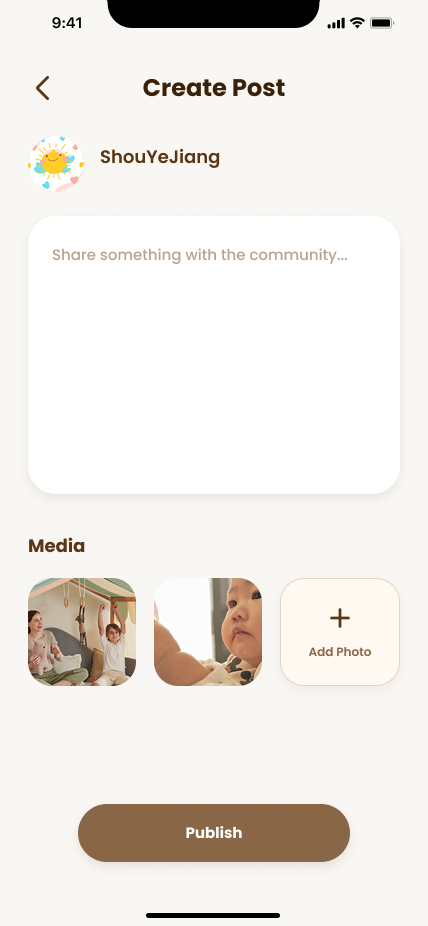 9:41
Create Post
ShouYeJiang
Share something with the community...
Media
Add Photo
Publish